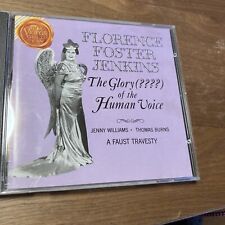 FLORENCE
FOSTER
JENKINS
The Glory (????)
of the
Human Voice
JENNY WILLIAMS • THOMAS BURNS
A FAUST TRAVESTY